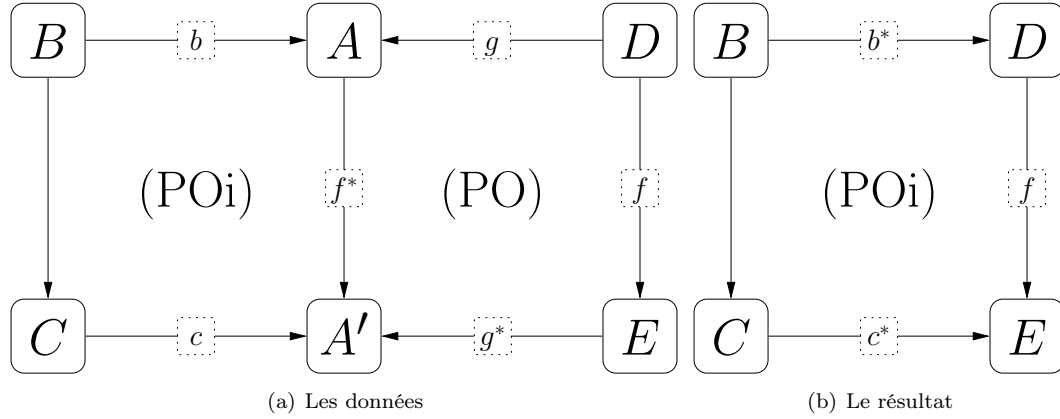 B b A g D B b* D
(POi) f* (PO) f (POi) f
C c A′ g* E C c* E
(a) Les données (b) Le résultat